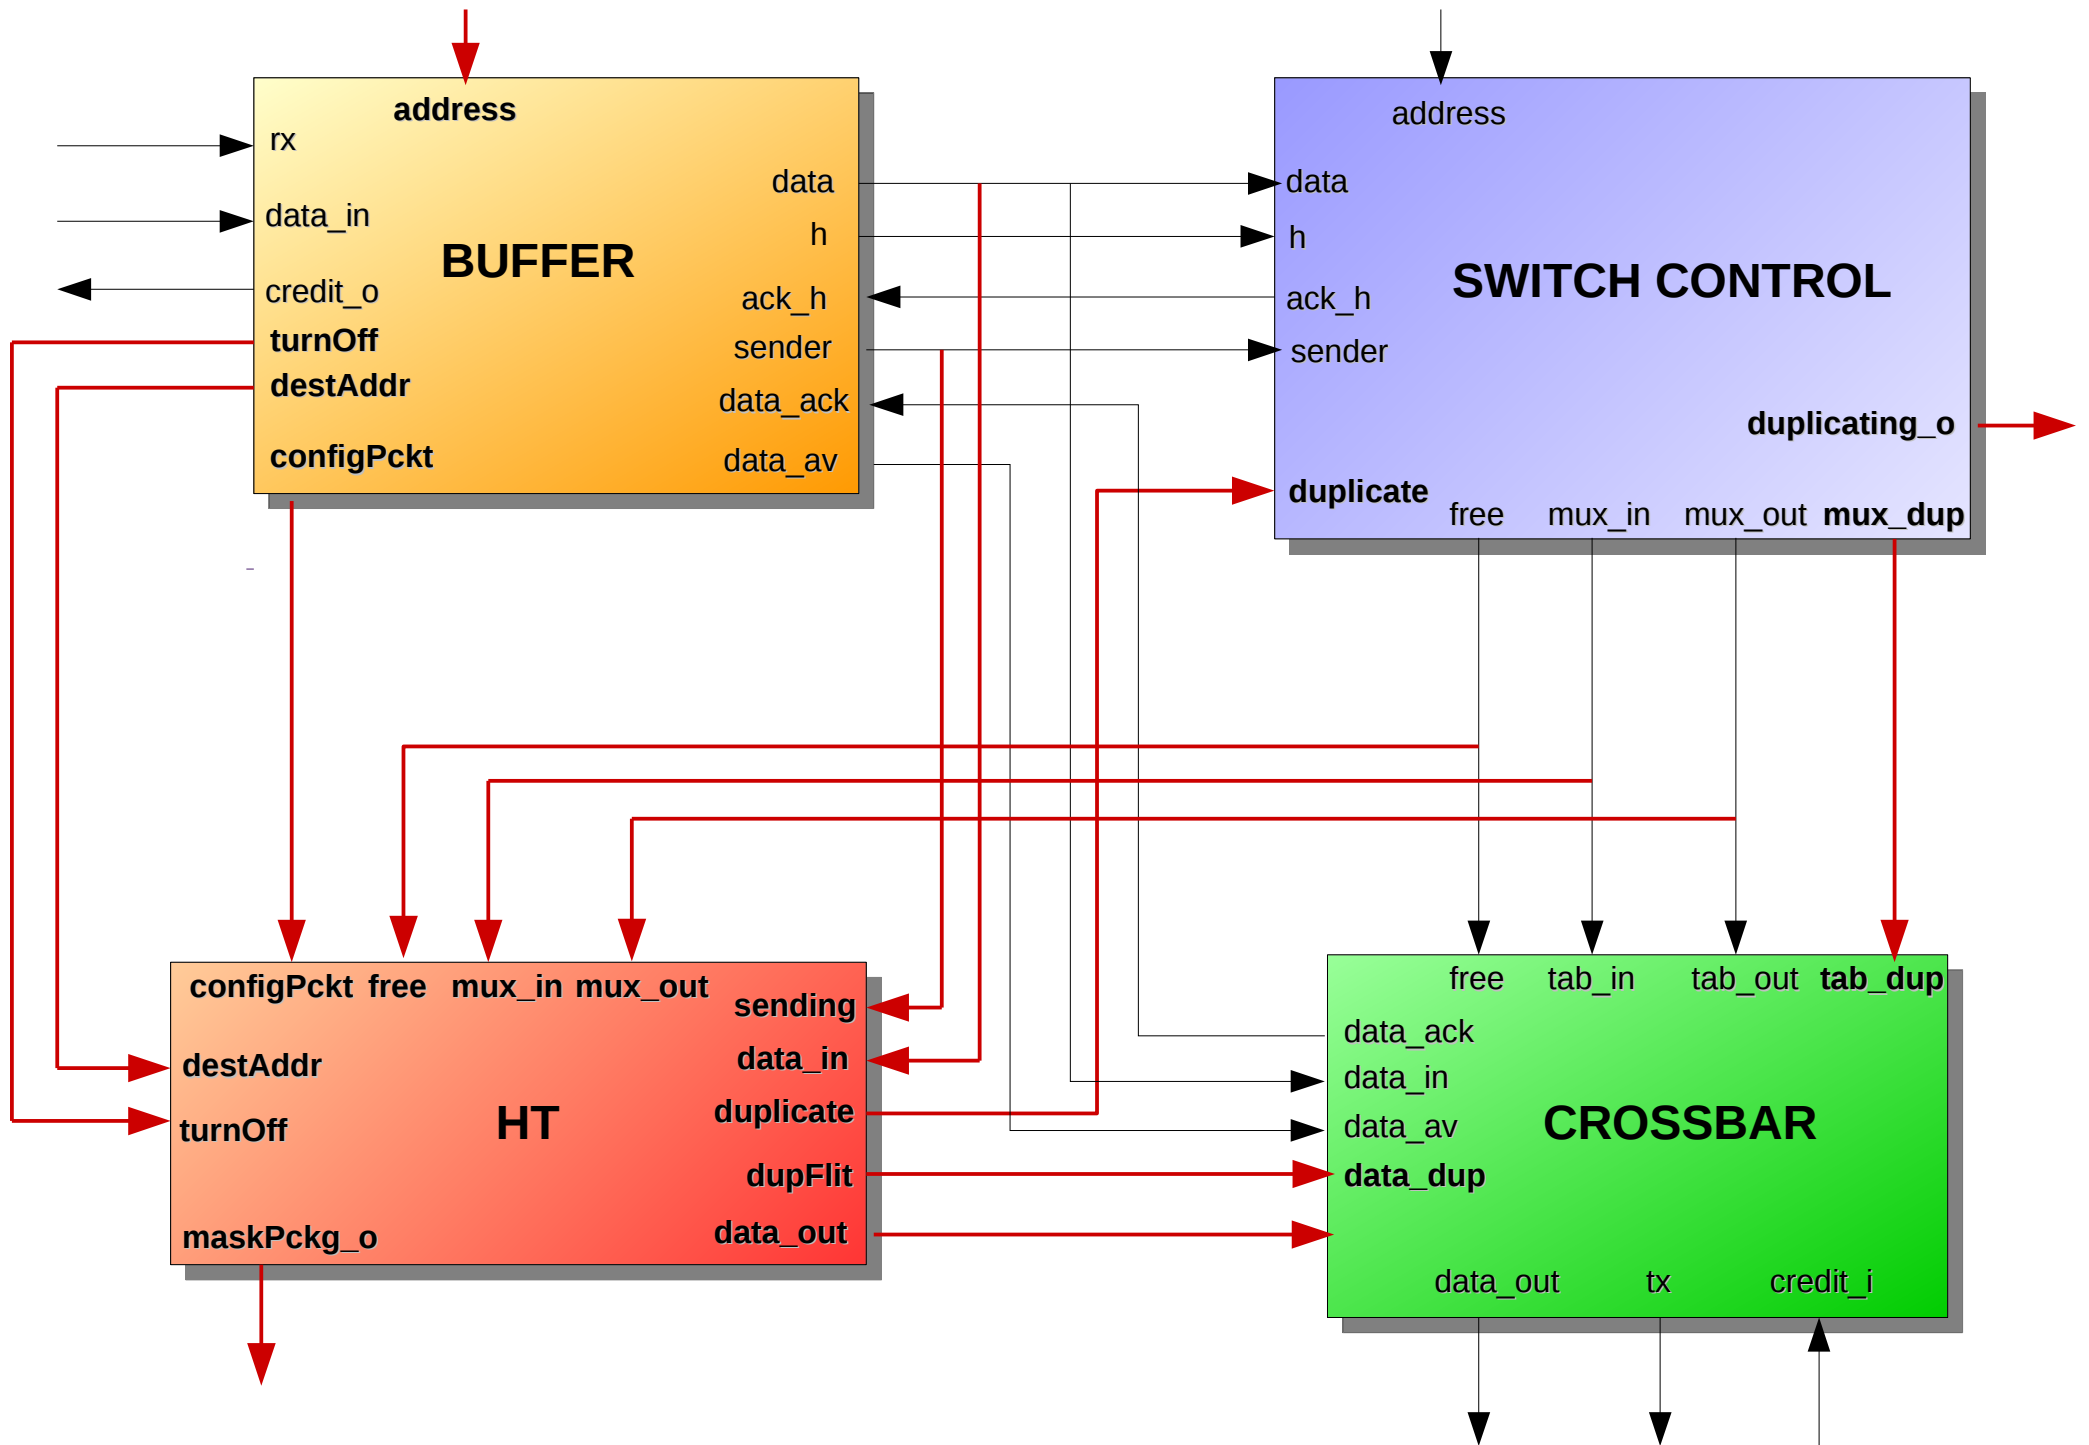 address
rx
data_in
credit_o
turnOff
destAddr
configPckt
BUFFER
data
h
ack_h
sender
data_ack
data_av
address
data
h
ack_h
sender
SWITCH CONTROL
duplicating_o
duplicate
free
mux_in
mux_out
mux_dup
configPckt
free
mux_in
mux_out
sending
destAddr
data_in
turnOff
HT
duplicate
dupFlit
maskPckg_o
data_out
free
tab_in
tab_out
tab_dup
data_ack
data_in
data_av
CROSSBAR
data_dup
data_out
tx
credit_i